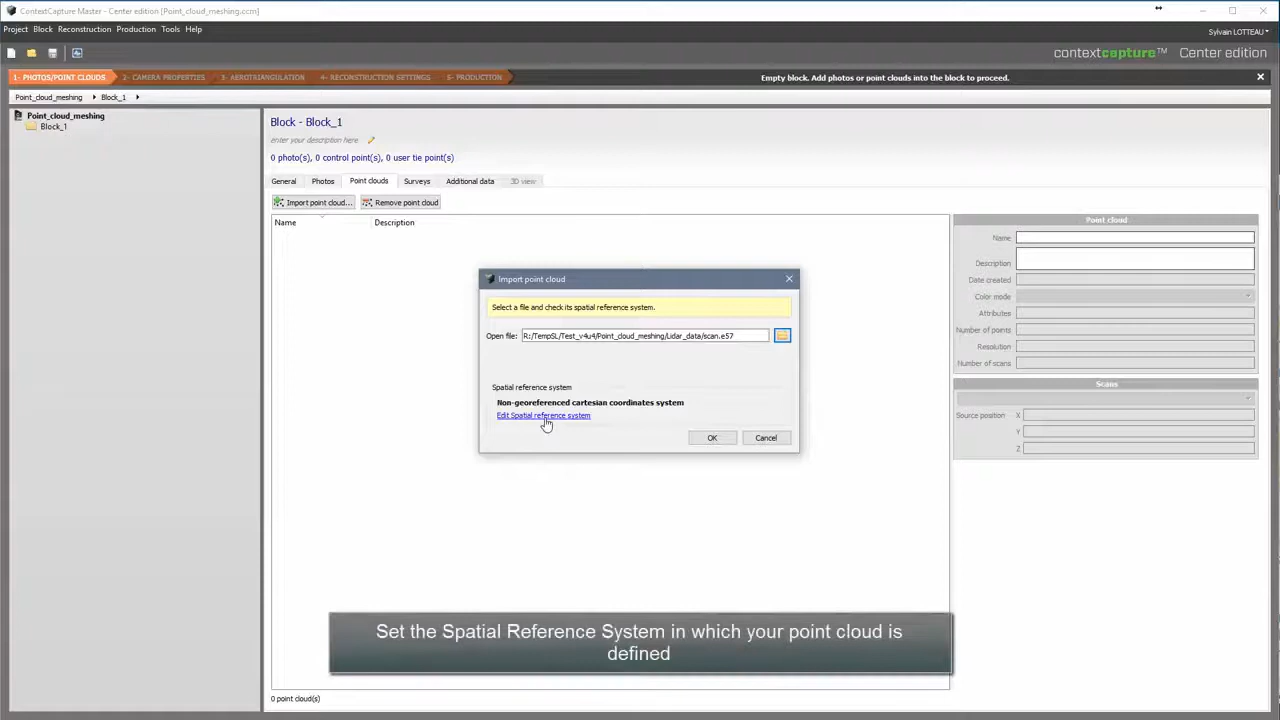 ContextCapture Master - Center edition [Point_cloud_meshing.ccm]
Project Block Reconstruction Production Tools Help
Sylvain LOTTEAU
contextcapture™ Center edition
1- PHOTOS/POINT CLOUDS 2- CAMERA PROPERTIES 3- AEROTRIANGULATION 4- RECONSTRUCTION SETTINGS 5- PRODUCTION
Empty block. Add photos or point clouds into the block to proceed.
Point_cloud_meshing Block_1
Point_cloud_meshing
Block_1
Block - Block_1
enter your description here
0 photo(s), 0 control point(s), 0 user tie point(s)
General Photos Point clouds Surveys Additional data 3D view
Import point cloud... Remove point cloud
Name Description
Point cloud
Name
Description
Date created
Color mode
Attributes
Number of points
Resolution
Number of scans
Scans
Source position X
Y
Z
Import point cloud
Select a file and check its spatial reference system.
Open file: R:/TempSL/Test_v4u4/Point_cloud_meshing/Lidar_data/scan.e57
Spatial reference system
Non-georeferenced cartesian coordinates system
Edit Spatial reference system
OK Cancel
Set the Spatial Reference System in which your point cloud is
defined
0 point cloud(s)